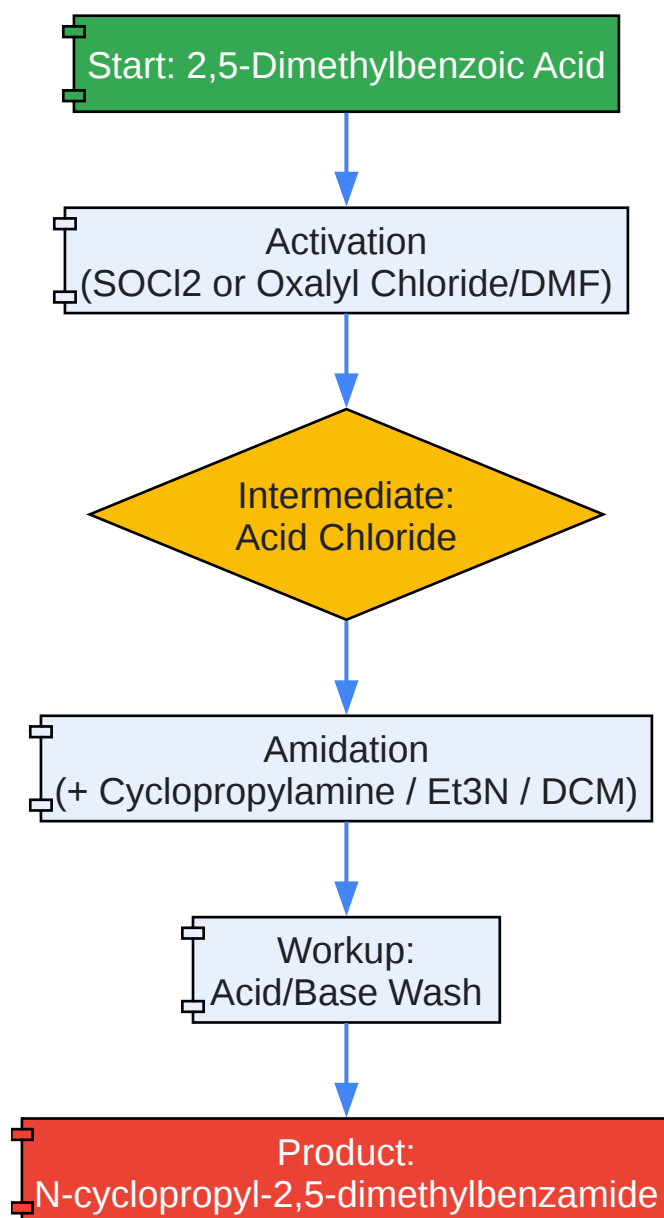 Start: 2,5-Dimethylbenzoic Acid
Activation
(SOCl2 or Oxalyl Chloride/DMF)
Intermediate:
Acid Chloride
Amidation
(+ Cyclopropylamine / Et3N / DCM)
Workup:
Acid/Base Wash
Product:
N-cyclopropyl-2,5-dimethylbenzamide